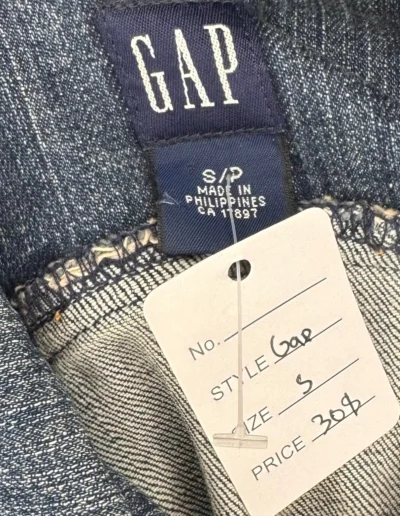 GAP
S/P
MADE IN
PHILIPPINES
CA 17897
No.
STYLE Gap
SIZE S
PRICE 30$